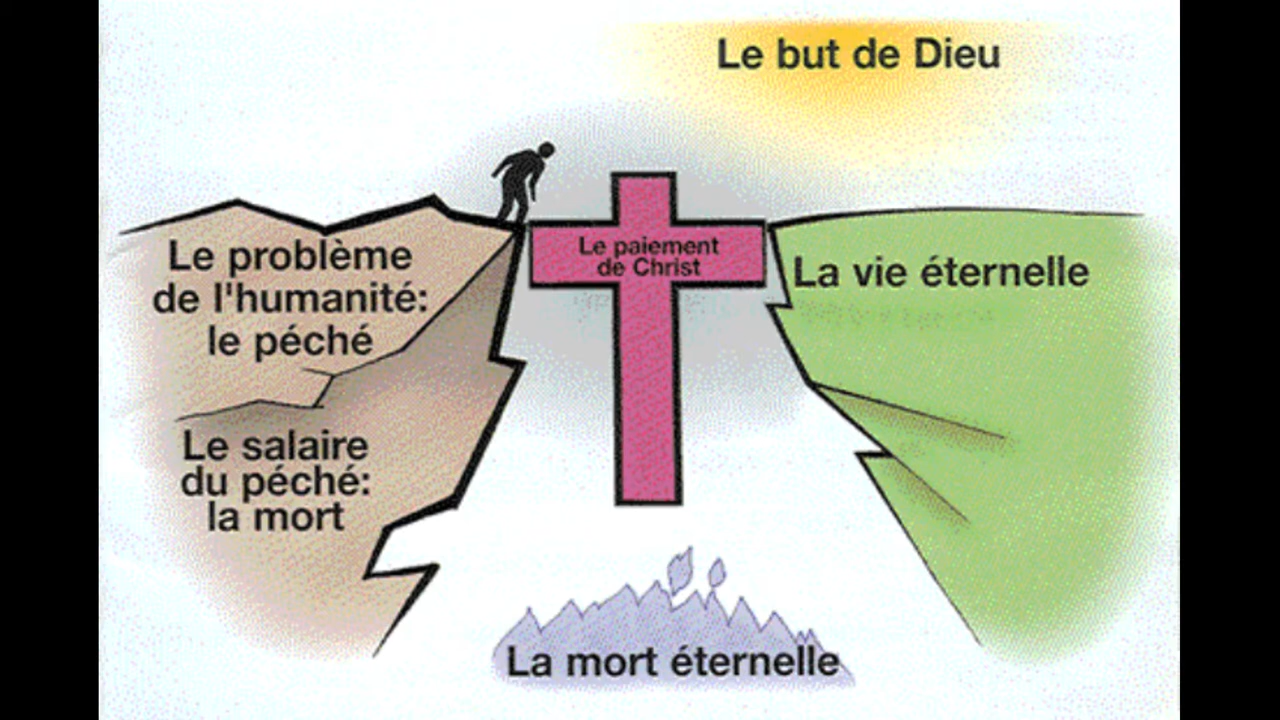 Le but de Dieu
Le problème
de l'humanité:
le péché
Le paiement
de Christ
La vie éternelle
Le salaire
du péché:
la mort
La mort éternelle